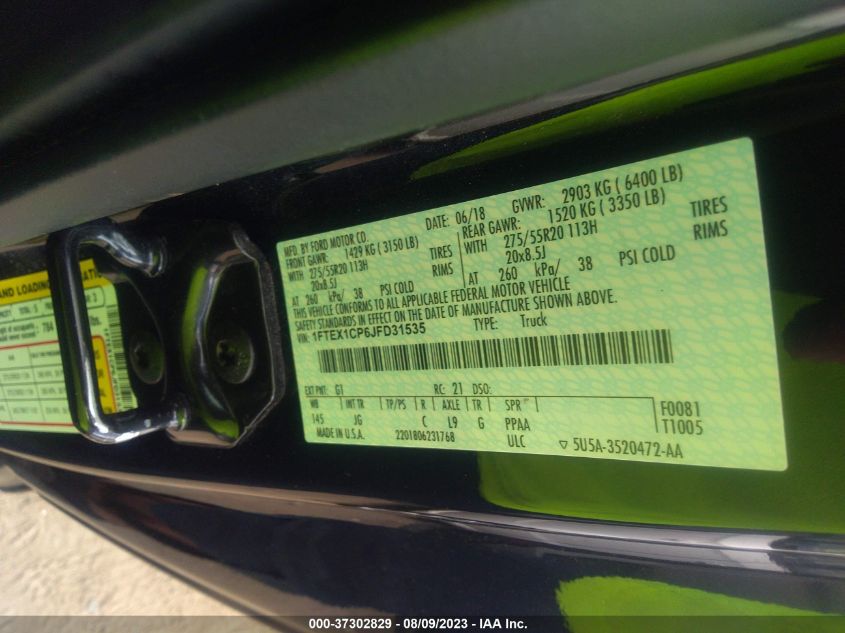 MFD. BY FORD MOTOR CO. DATE: 06/18 GVWR: 2903 KG ( 6400 LB)
FRONT GAWR: 1429 KG ( 3150 LB) REAR GAWR: 1520 KG ( 3350 LB)
WITH 275/55R20 113H TIRES WITH 275/55R20 113H TIRES
20x8.5J RIMS 20x8.5J RIMS
AT 260 kPa/ 38 PSI COLD AT 260 kPa/ 38 PSI COLD
THIS VEHICLE CONFORMS TO ALL APPLICABLE FEDERAL MOTOR VEHICLE
SAFETY STANDARDS IN EFFECT ON THE DATE OF MANUFACTURE SHOWN ABOVE.
VIN: 1FTEX1CP6JFD31535 TYPE: Truck
EXT PNT: G1 RC: 21 DSO:
WB INT TR TP/PS R AXLE TR SPR F0081
145 JG C L9 G PPAA T1005
MADE IN U.S.A. 2201806231768 ULC ▽ 5U5A-3520472-AA
AND LOADING
000-37302829 - 08/09/2023 - IAA Inc.